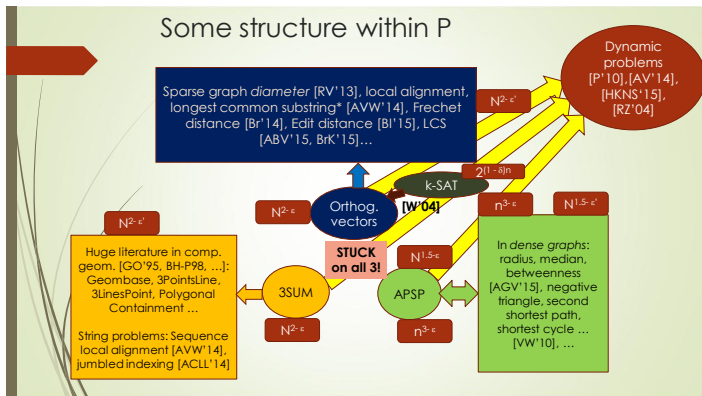 Some structure within P
Dynamic
problems
[P'10],[AV'14],
[HKNS'15],
[RZ'04]
Sparse graph diameter [RV'13], local alignment,
longest common substring* [AVW'14], Frechet
distance [Br'14], Edit distance [BI'15], LCS
[ABV'15, BrK'15]…
N2- ε'
2(1 - δ)n
k-SAT
[W'04]
N2- ε
Orthog.
vectors
n3- ε
N1.5- ε'
N2- ε'
Huge literature in comp.
geom. [GO'95, BH-P98, …]:
Geombase, 3PointsLine,
3LinesPoint, Polygonal
Containment …
String problems: Sequence
local alignment [AVW'14],
jumbled indexing [ACLL'14]
STUCK
on all 3!
3SUM
N2- ε
N1.5- ε
APSP
n3- ε
In dense graphs:
radius, median,
betweenness
[AGV'15], negative
triangle, second
shortest path,
shortest cycle …
[VW'10], …